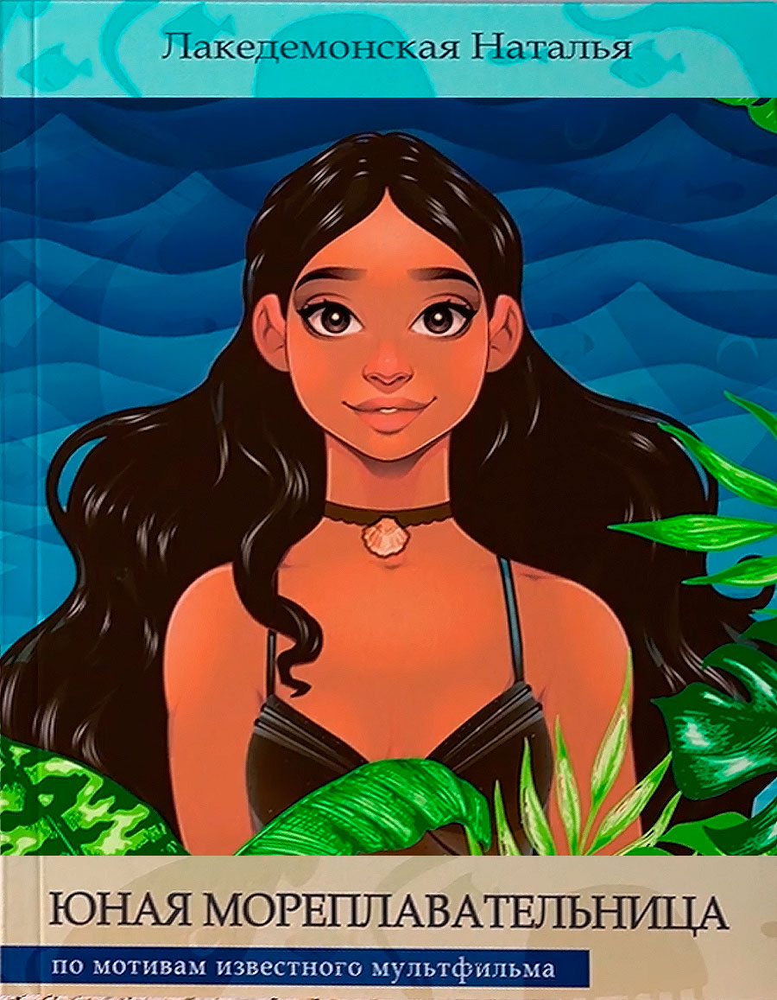 Лакедемонская Наталья
ЮНАЯ МОРЕПЛАВАТЕЛЬНИЦА
по мотивам известного мультфильма